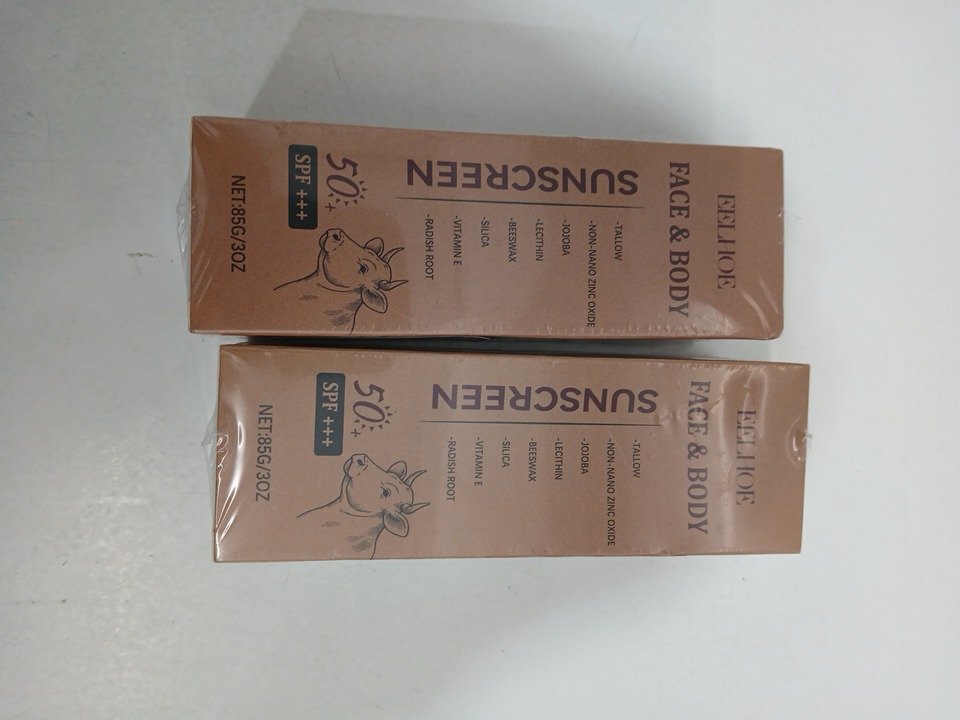 EELHOE
FACE & BODY
SUNSCREEN
-TALLOW
-NON-NANO ZINC OXIDE
-JOJOBA
-LECITHIN
-BEESWAX
-SILICA
-VITAMIN E
-RADISH ROOT
50+
SPF +++
NET:85G/3OZ
EELHOE
FACE & BODY
SUNSCREEN
-TALLOW
-NON-NANO ZINC OXIDE
-JOJOBA
-LECITHIN
-BEESWAX
-SILICA
-VITAMIN E
-RADISH ROOT
50+
SPF +++
NET:85G/3OZ